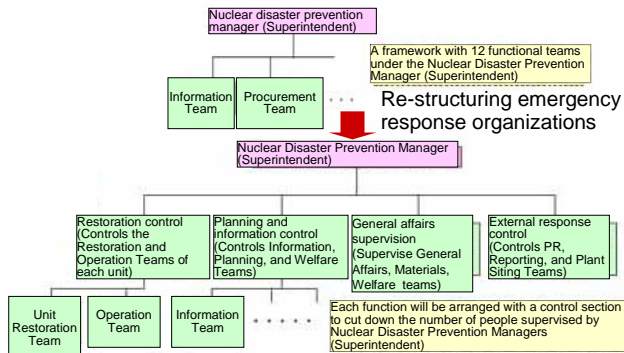 Nuclear disaster prevention
manager (Superintendent)
A framework with 12 functional teams
under the Nuclear Disaster Prevention
Manager (Superintendent)
Information
Team
Procurement
Team
Re-structuring emergency
response organizations
Nuclear Disaster Prevention Manager
(Superintendent)
Restoration control
(Controls the
Restoration and
Operation Teams of
each unit)
Planning and
information control
(Controls Information,
Planning, and Welfare
Teams)
General affairs
supervision
(Supervise General
Affairs, Materials,
Welfare teams)
External response
control
(Controls PR,
Reporting, and Plant
Siting Teams)
Unit
Restoration
Team
Operation
Team
Information
Team
Each function will be arranged with a control section
to cut down the number of people supervised by
Nuclear Disaster Prevention Managers
(Superintendent)